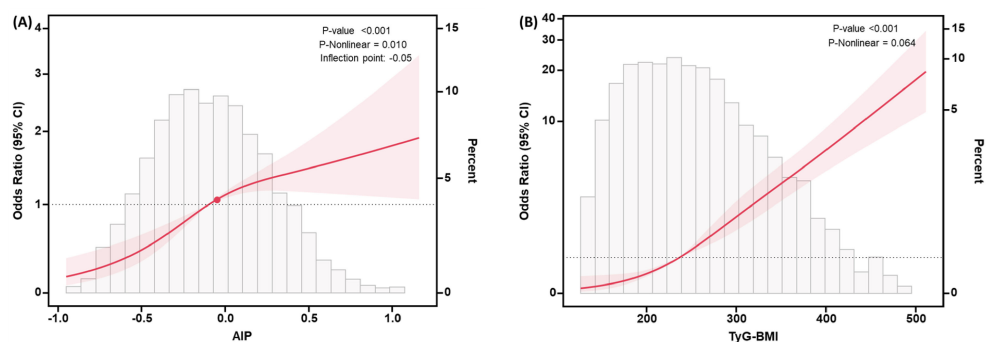 (A)
P-value <0.001
P-Nonlinear = 0.010
Inflection point: -0.05
Odds Ratio (95% CI)
4
3
2
1
0
15
10
5
0
Percent
-1.0 -0.5 0.0 0.5 1.0
AIP
(B)
P-value <0.001
P-Nonlinear = 0.064
Odds Ratio (95% CI)
40
30
20
10
0
15
10
5
0
Percent
200 300 400 500
TyG-BMI